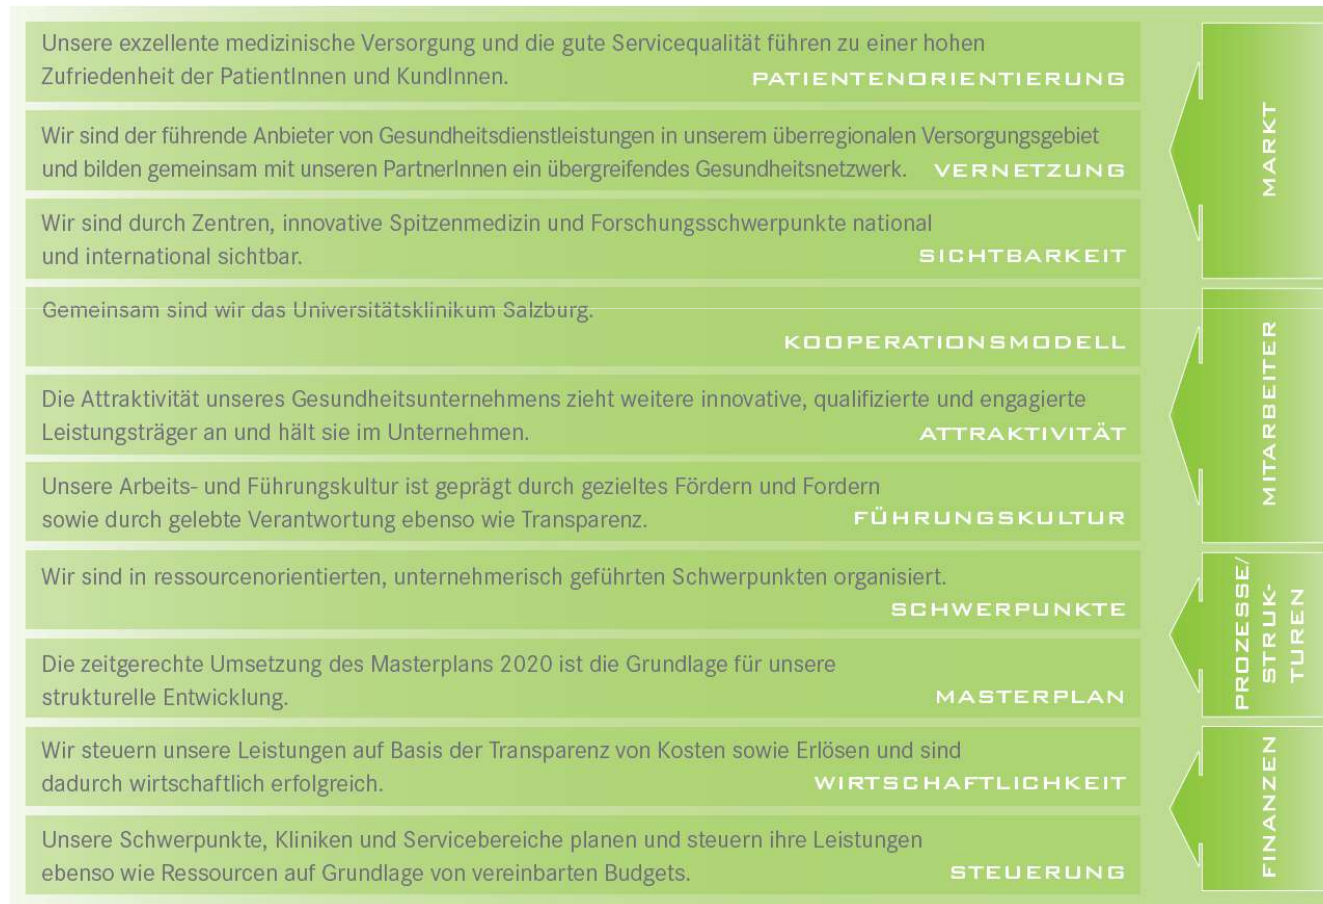 Unsere exzellente medizinische Versorgung und die gute Servicequalität führen zu einer hohen
Zufriedenheit der PatientInnen und KundInnen.
PATIENTENORIENTIERUNG
Wir sind der führende Anbieter von Gesundheitsdienstleistungen in unserem überregionalen Versorgungsgebiet
und bilden gemeinsam mit unseren PartnerInnen ein übergreifendes Gesundheitsnetzwerk.
VERNETZUNG
Wir sind durch Zentren, innovative Spitzenmedizin und Forschungsschwerpunkte national
und international sichtbar.
SICHTBARKEIT
MARKT
Gemeinsam sind wir das Universitätsklinikum Salzburg.
KOOPERATIONSMODELL
Die Attraktivität unseres Gesundheitsunternehmens zieht weitere innovative, qualifizierte und engagierte
Leistungsträger an und hält sie im Unternehmen.
ATTRAKTIVITÄT
Unsere Arbeits- und Führungskultur ist geprägt durch gezieltes Fördern und Fordern
sowie durch gelebte Verantwortung ebenso wie Transparenz.
FÜHRUNGSKULTUR
MITARBEITER
Wir sind in ressourcenorientierten, unternehmerisch geführten Schwerpunkten organisiert.
SCHWERPUNKTE
Die zeitgerechte Umsetzung des Masterplans 2020 ist die Grundlage für unsere
strukturelle Entwicklung.
MASTERPLAN
PROZESSE/
STRUK-
TUREN
Wir steuern unsere Leistungen auf Basis der Transparenz von Kosten sowie Erlösen und sind
dadurch wirtschaftlich erfolgreich.
WIRTSCHAFTLICHKEIT
Unsere Schwerpunkte, Kliniken und Servicebereiche planen und steuern ihre Leistungen
ebenso wie Ressourcen auf Grundlage von vereinbarten Budgets.
STEUERUNG
FINANZEN